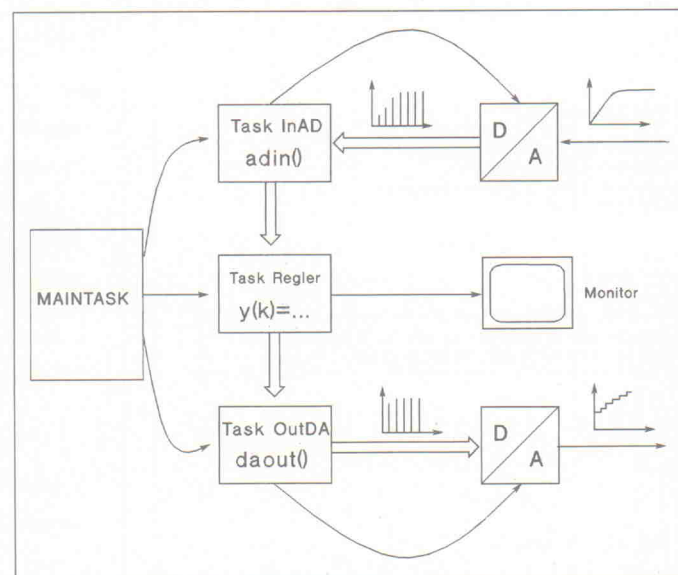 Task InAD
adin()
D
A
MAINTASK
Task Regler
y(k)=...
Monitor
Task OutDA
daout()
D
A